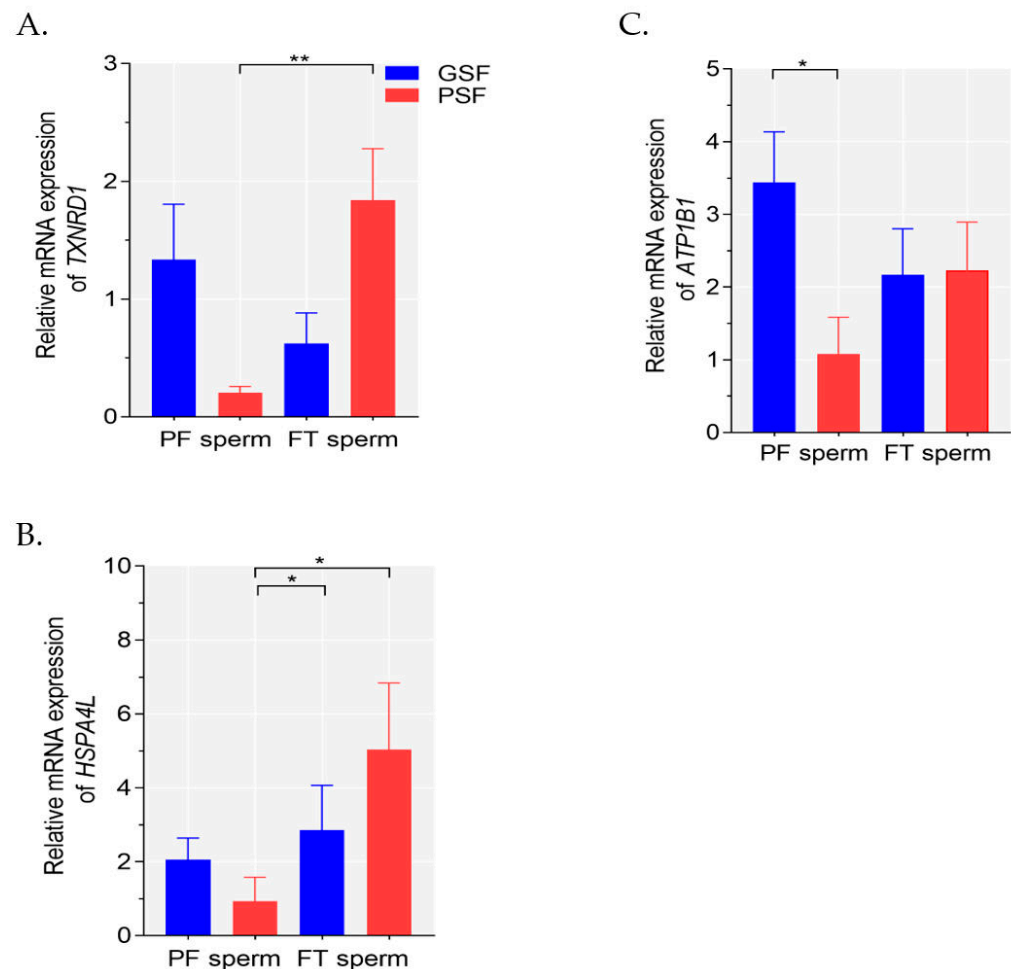 A.
Relative mRNA expression
of TXNRD1
3
2
1
0
**
GSF
PSF
PF sperm FT sperm
C.
Relative mRNA expression
of ATP1B1
5
4
3
2
1
0
*
PF sperm FT sperm
B.
Relative mRNA expression
of HSPA4L
10
8
6
4
2
0
*
*
PF sperm FT sperm